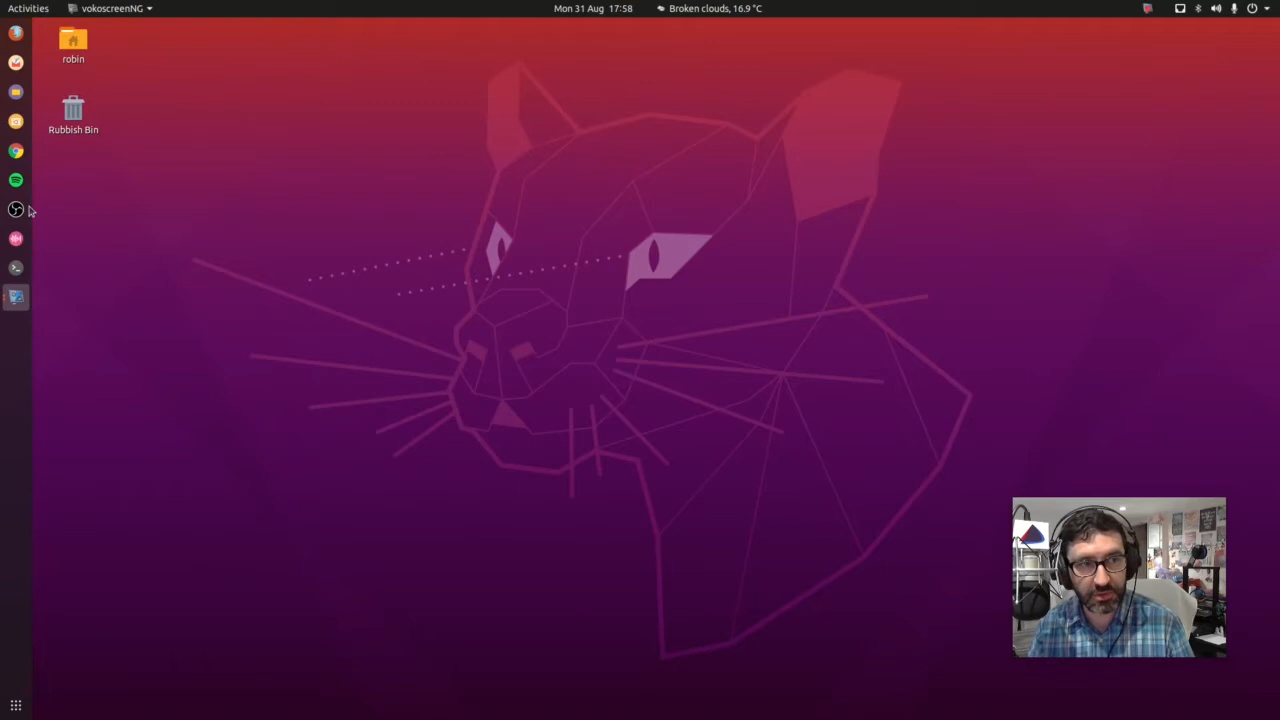 Activities
vokoscreenNG
Mon 31 Aug 17:58
Broken clouds, 16.9 °C
robin
Rubbish Bin